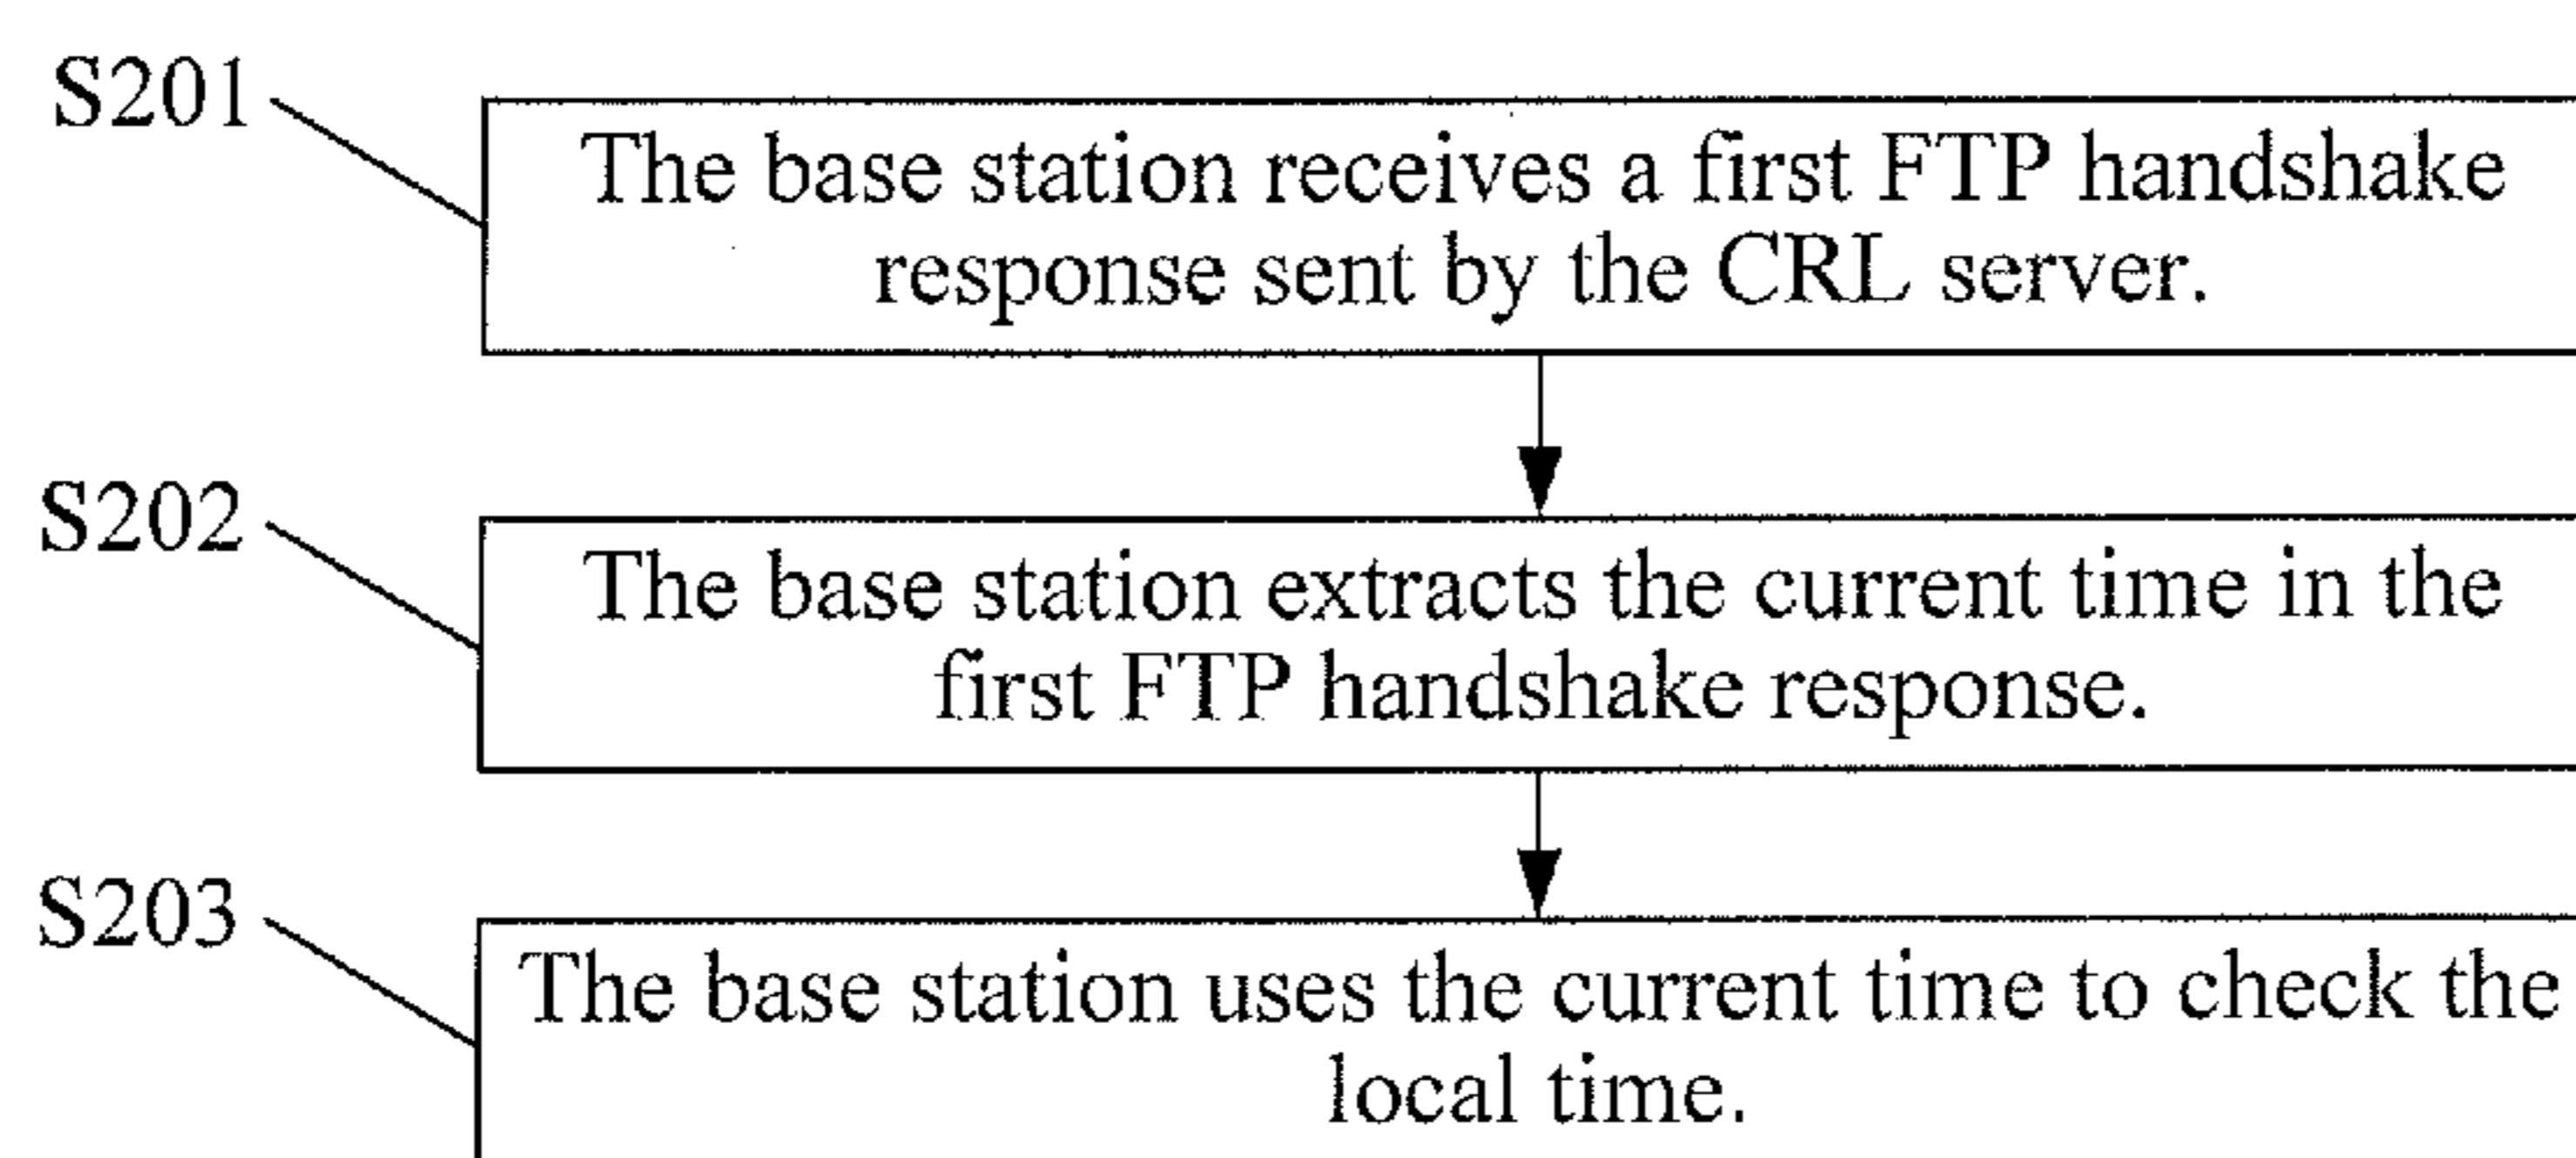 S201
The base station receives a first FTP handshake
response sent by the CRL server.
S202
The base station extracts the current time in the
first FTP handshake response.
S203
The base station uses the current time to check the
local time.